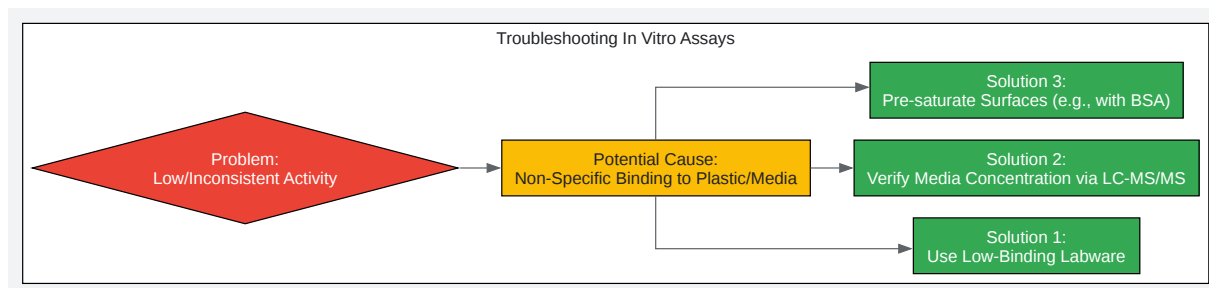 Troubleshooting In Vitro Assays
Problem:
Low/Inconsistent Activity
Potential Cause:
Non-Specific Binding to Plastic/Media
Solution 3:
Pre-saturate Surfaces (e.g., with BSA)
Solution 2:
Verify Media Concentration via LC-MS/MS
Solution 1:
Use Low-Binding Labware